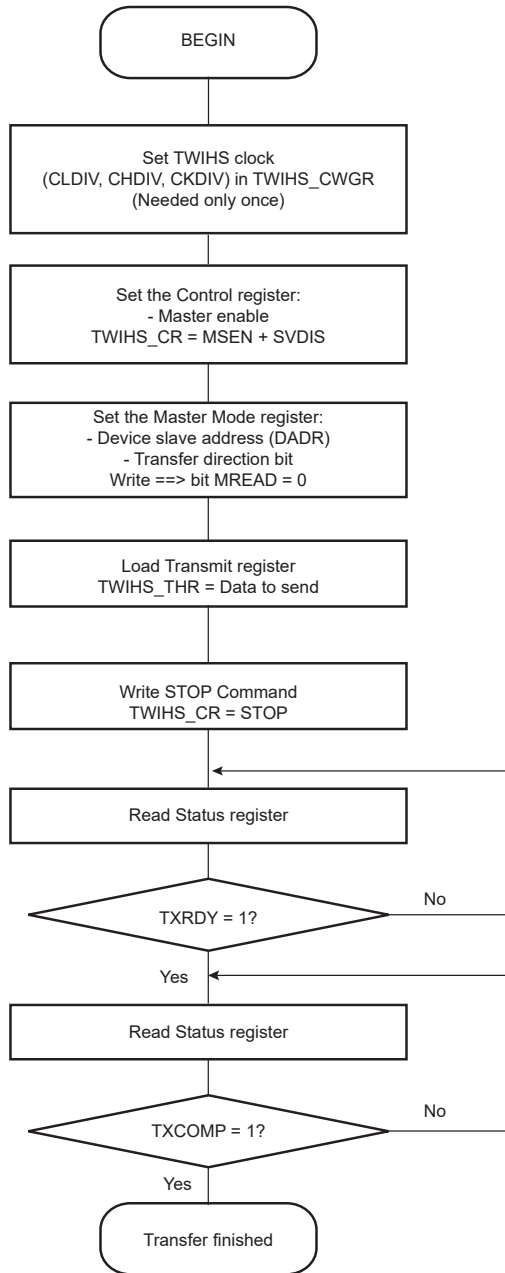 BEGIN
Set TWIHS clock
(CLDIV, CHDIV, CKDIV) in TWIHS_CWGR
(Needed only once)
Set the Control register:
- Master enable
TWIHS_CR = MSEN + SVDIS
Set the Master Mode register:
- Device slave address (DADR)
- Transfer direction bit
Write ==> bit MREAD = 0
Load Transmit register
TWIHS_THR = Data to send
Write STOP Command
TWIHS_CR = STOP
Read Status register
No
TXRDY = 1?
Yes
Read Status register
No
TXCOMP = 1?
Yes
Transfer finished